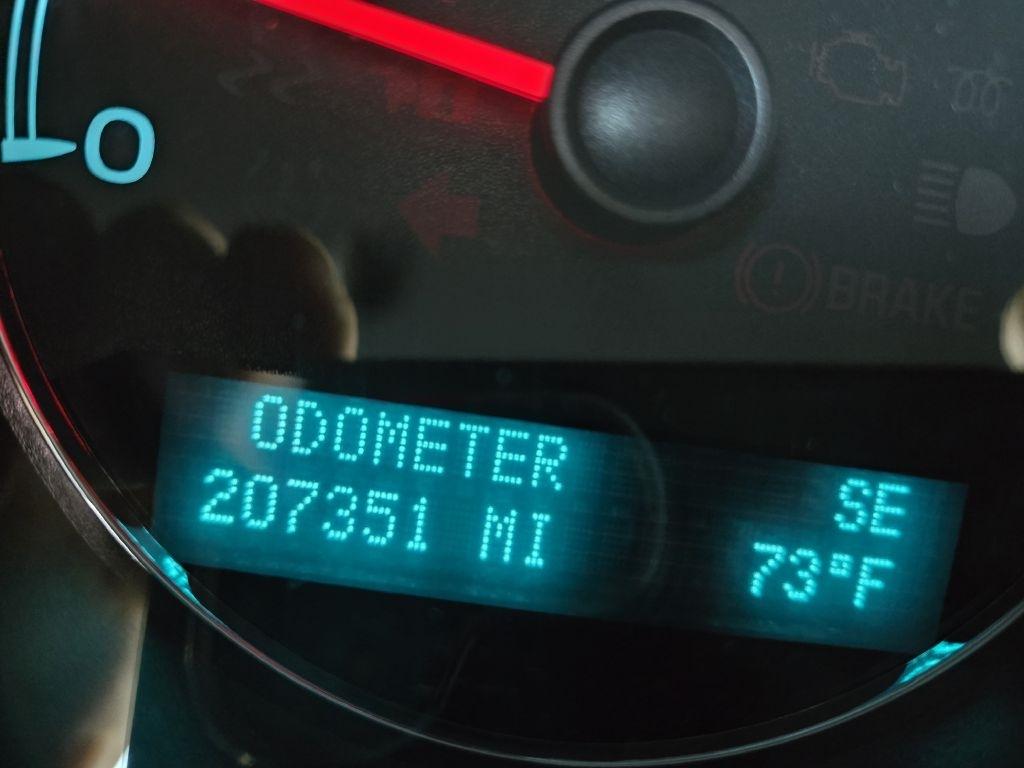 0
BRAKE
ODOMETER
207351 MI
SE
73°F